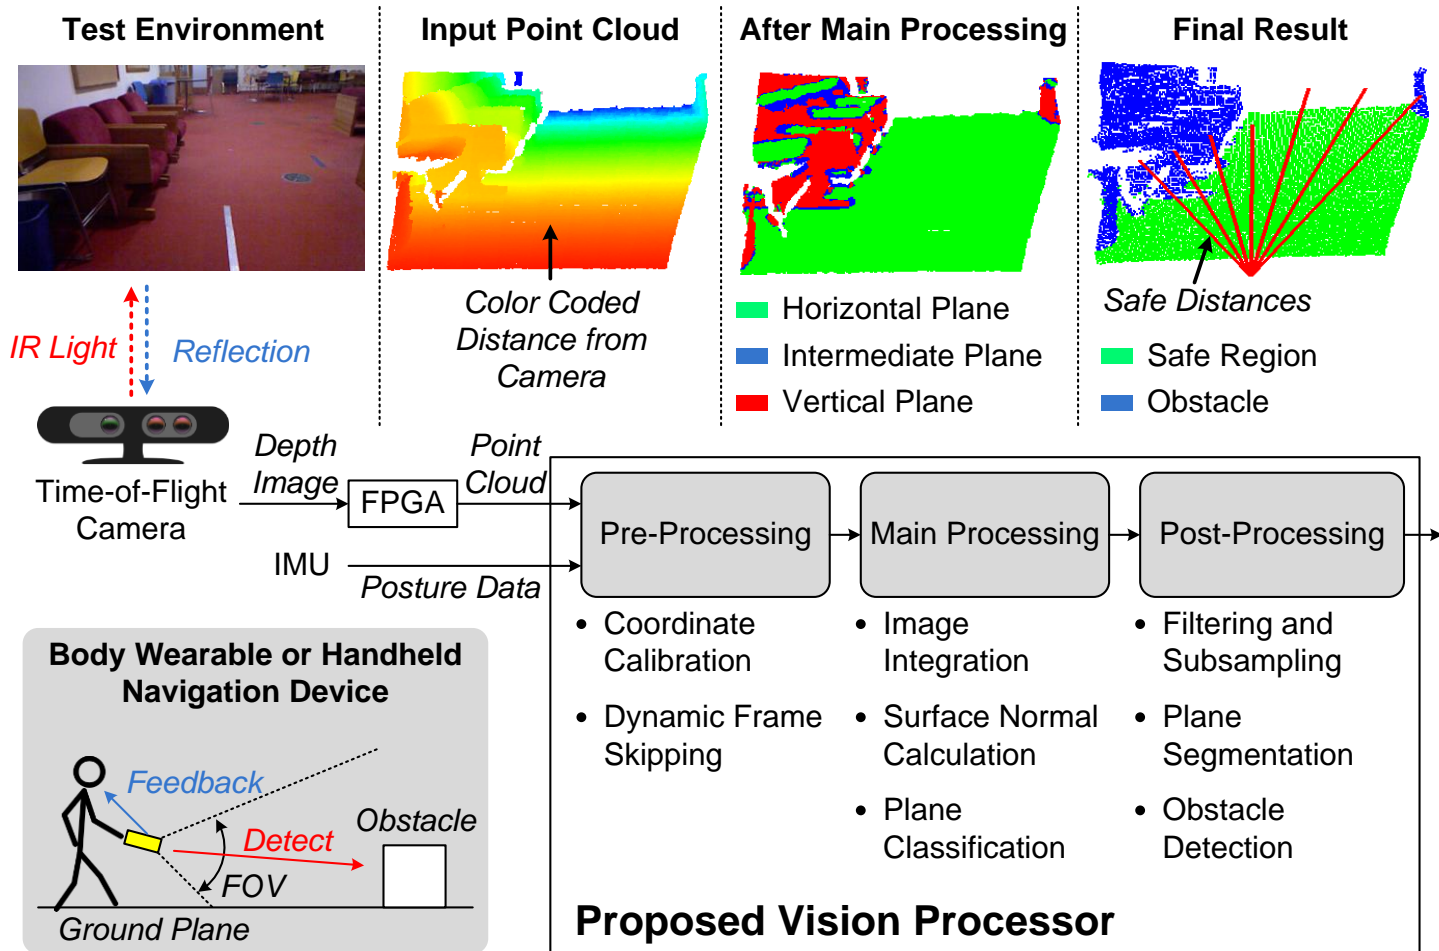 Test Environment
Input Point Cloud
After Main Processing
Final Result
IR Light
Reflection
Color Coded
Distance from
Camera
Horizontal Plane
Intermediate Plane
Vertical Plane
Safe Distances
Safe Region
Obstacle
Time-of-Flight
Camera
Depth
Image
FPGA
Point
Cloud
IMU
Posture Data
Pre-Processing
Main Processing
Post-Processing
• Coordinate
Calibration
• Dynamic Frame
Skipping
• Image
Integration
• Surface Normal
Calculation
• Plane
Classification
• Filtering and
Subsampling
• Plane
Segmentation
• Obstacle
Detection
Proposed Vision Processor
Body Wearable or Handheld
Navigation Device
Feedback
Detect
Obstacle
FOV
Ground Plane